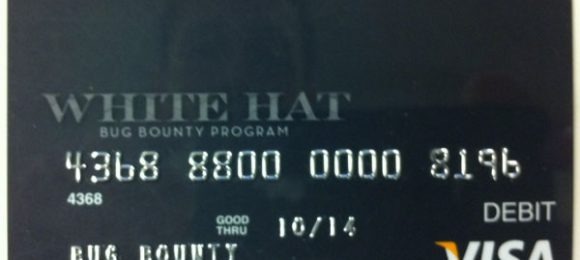 WHITE HAT
BUG BOUNTY PROGRAM
4368 8800 0000 8196
4368
GOOD THRU 10/14
DEBIT
BUG BOUNTY
VISA